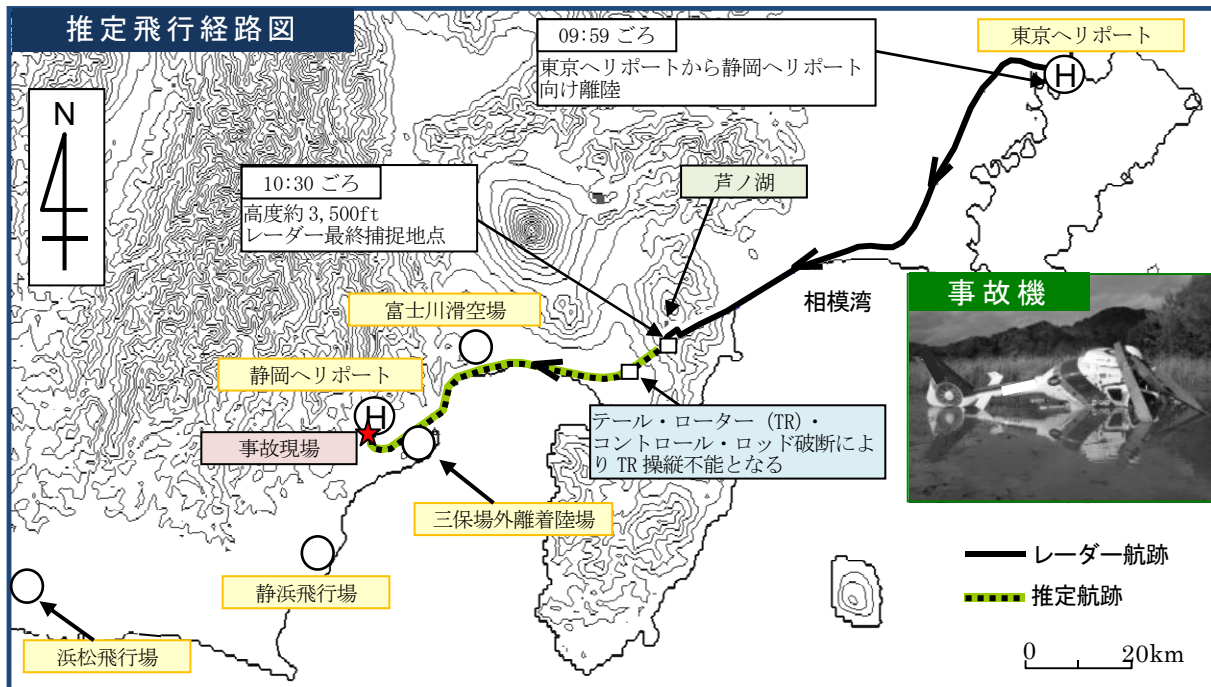 推定飛行経路図
09:59 ごろ
東京ヘリポートから静岡ヘリポート
向け離陸
東京ヘリポート
H
N
10:30 ごろ
高度約 3,500ft
レーダー最終捕捉地点
芦ノ湖
相模湾
事故機
富士川滑空場
静岡ヘリポート
H
事故現場
テール・ローター (TR)・
コントロール・ロッド破断によ
り TR 操縦不能となる
三保場外離着陸場
静浜飛行場
浜松飛行場
レーダー航跡
推定航跡
0 20km